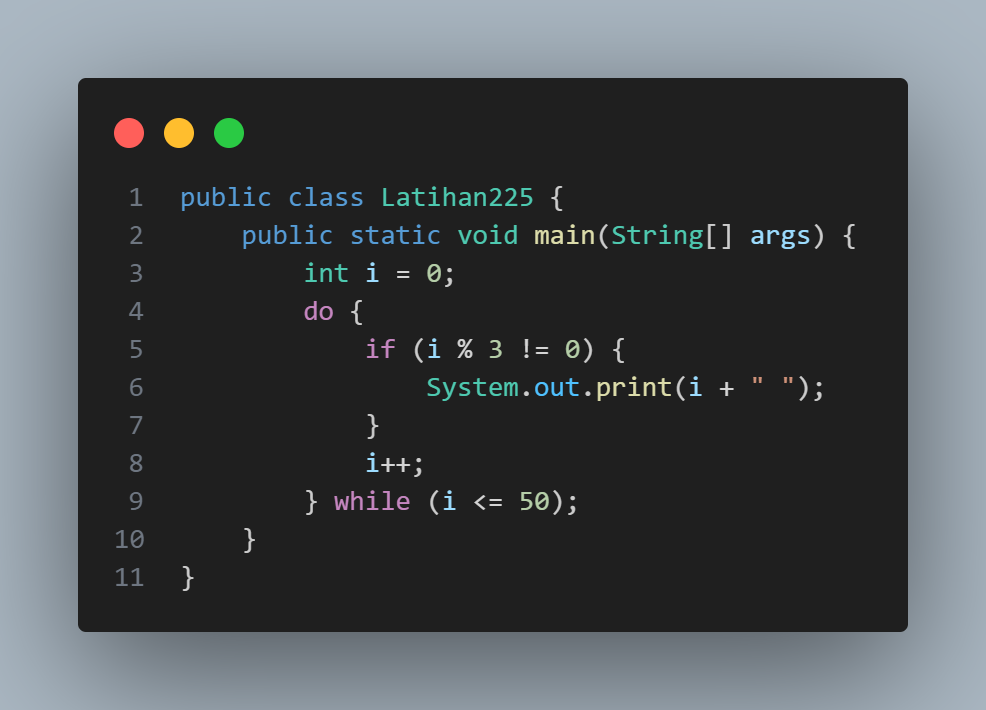 1 public class Latihan225 {
2     public static void main(String[] args) {
3         int i = 0;
4         do {
5             if (i % 3 != 0) {
6                 System.out.print(i + " ");
7             }
8             i++;
9         } while (i <= 50);
10     }
11 }